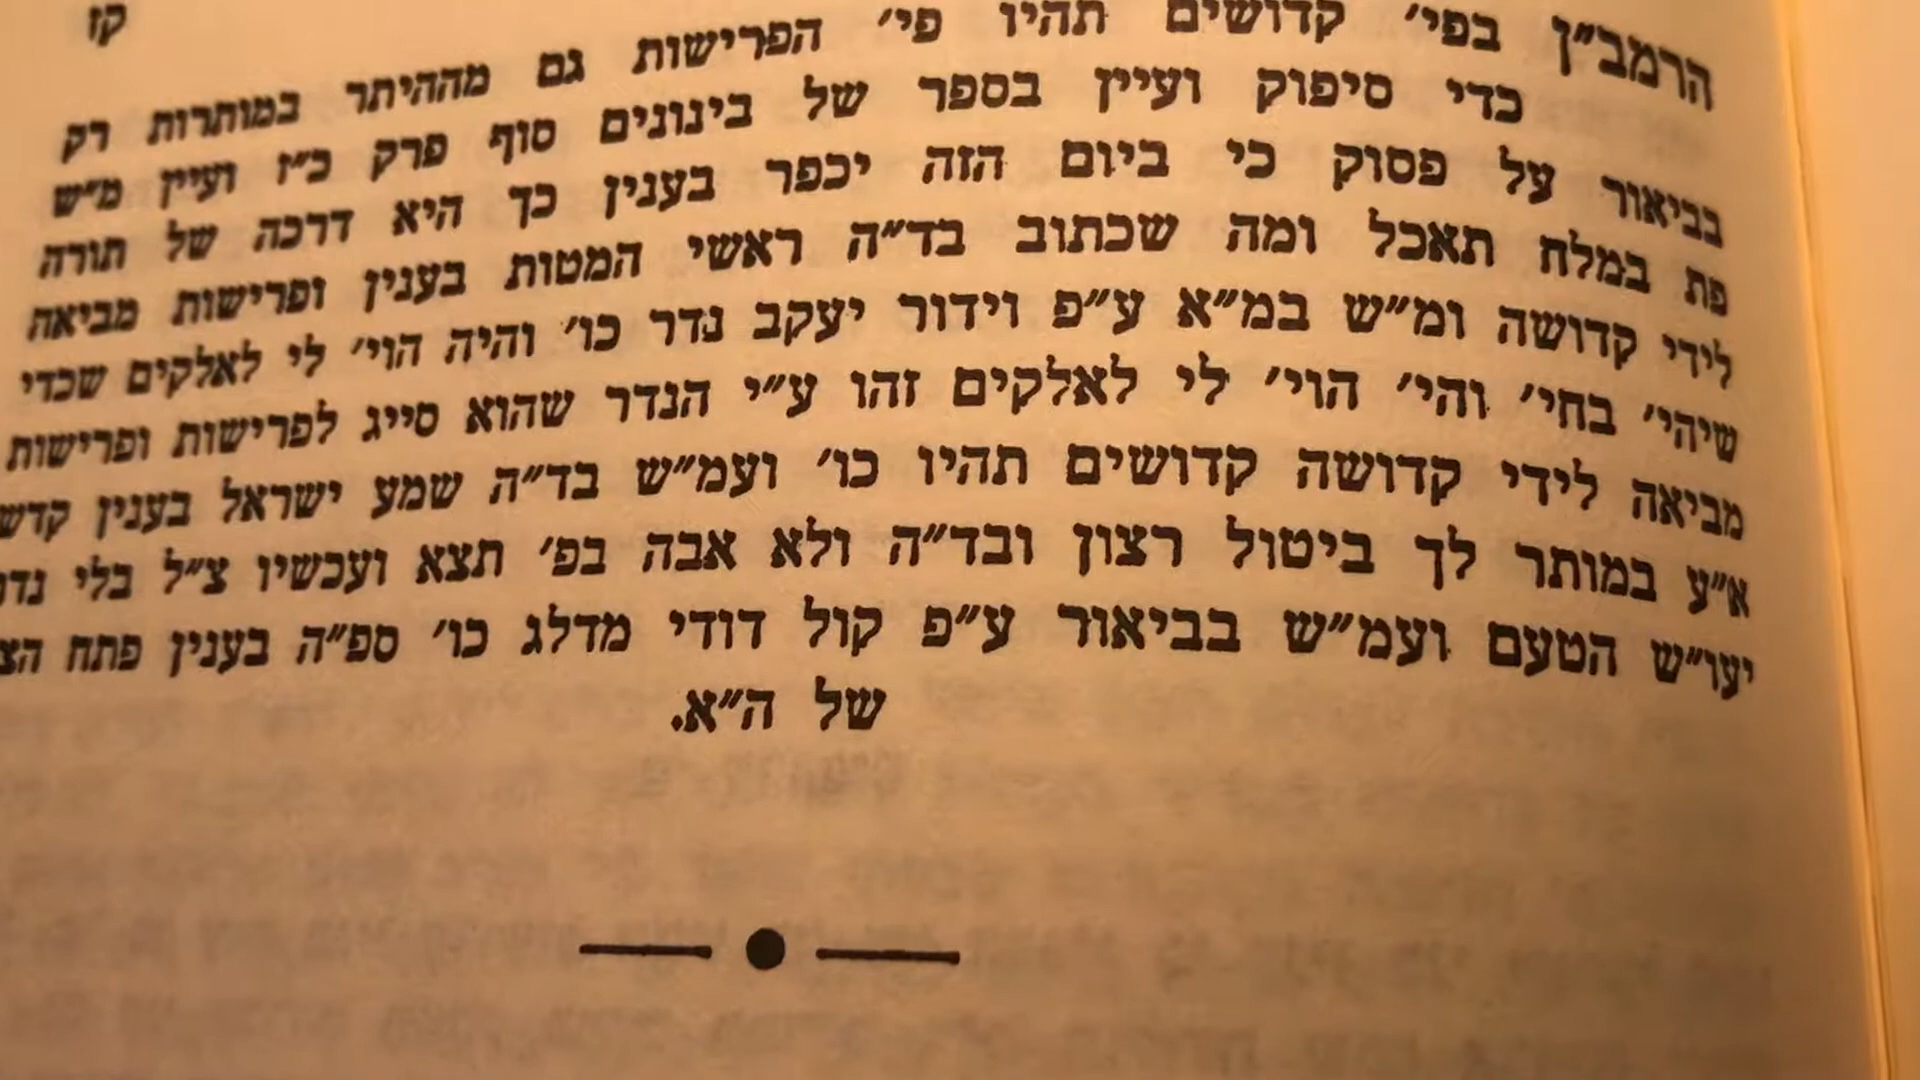 קז
הרמב״ן בפי׳ קדושים תהיו פי׳ הפרישות גם מההיתר במותרות רק
כדי סיפוק ועיין בספר של בינונים סוף פרק כ״ז ועיין מ״ש
בביאור על פסוק כי ביום הזה יכפר בענין כך היא דרכה של תורה
פת במלח תאכל ומה שכתוב בד״ה ראשי המטות בענין ופרישות מביאה
לידי קדושה ומ״ש במ״א ע״פ וידור יעקב נדר כו׳ והיה הוי׳ לי לאלקים שכדי
שיהי׳ בחי׳ והי׳ הוי׳ לי לאלקים זהו ע״י הנדר שהוא סייג לפרישות ופרישות
מביאה לידי קדושה קדושים תהיו כו׳ ועמ״ש בד״ה שמע ישראל בענין קדש
א״ע במותר לך ביטול רצון ובד״ה ולא אבה בפ׳ תצא ועכשיו צ״ל בלי נדר
יעו״ש הטעם ועמ״ש בביאור ע״פ קול דודי מדלג כו׳ ספ״ה בענין פתח
של ה״א.